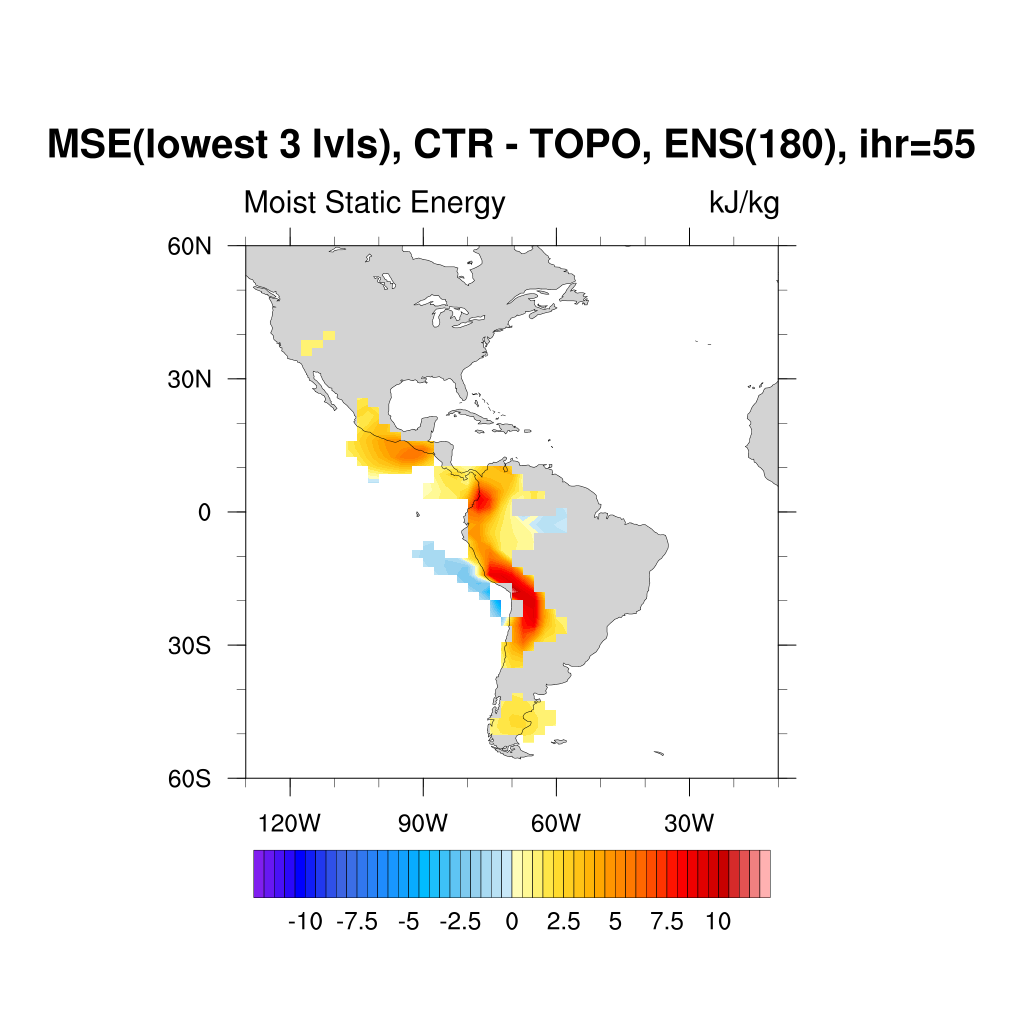 MSE(lowest 3 lvls), CTR - TOPO, ENS(180), ihr=55
Moist Static Energy kJ/kg
60N
30N
0
30S
60S
120W 90W 60W 30W
-10 -7.5 -5 -2.5 0 2.5 5 7.5 10